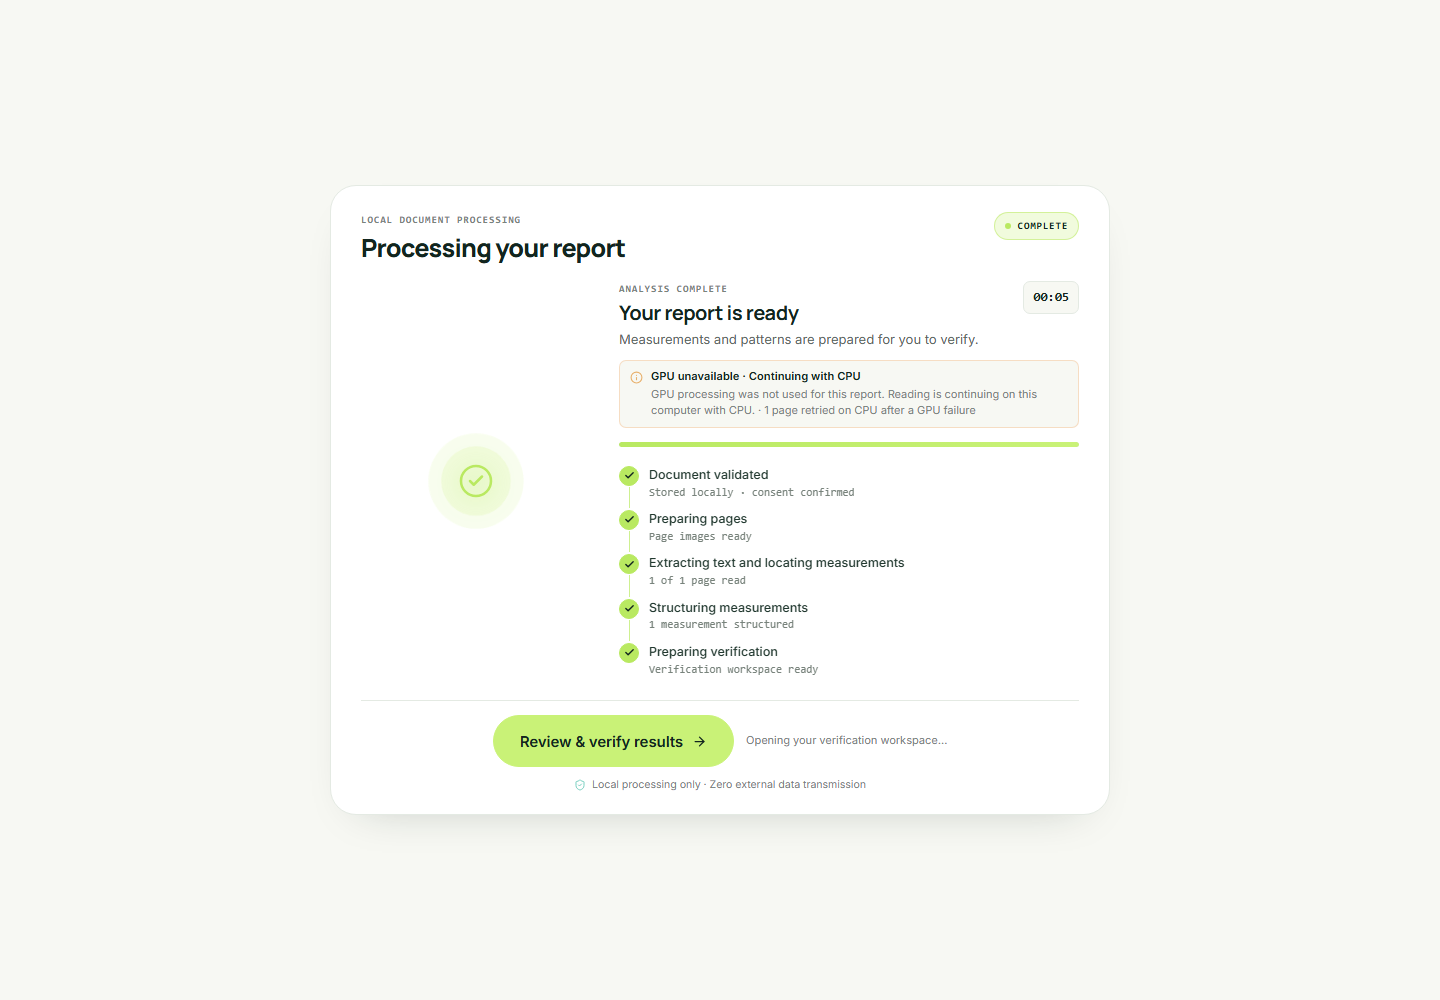 LOCAL DOCUMENT PROCESSING
Processing your report
COMPLETE
ANALYSIS COMPLETE
00:05
Your report is ready
Measurements and patterns are prepared for you to verify.
GPU unavailable · Continuing with CPU
GPU processing was not used for this report. Reading is continuing on this
computer with CPU. · 1 page retried on CPU after a GPU failure
Document validated
Stored locally · consent confirmed
Preparing pages
Page images ready
Extracting text and locating measurements
1 of 1 page read
Structuring measurements
1 measurement structured
Preparing verification
Verification workspace ready
Review & verify results →
Opening your verification workspace...
Local processing only · Zero external data transmission